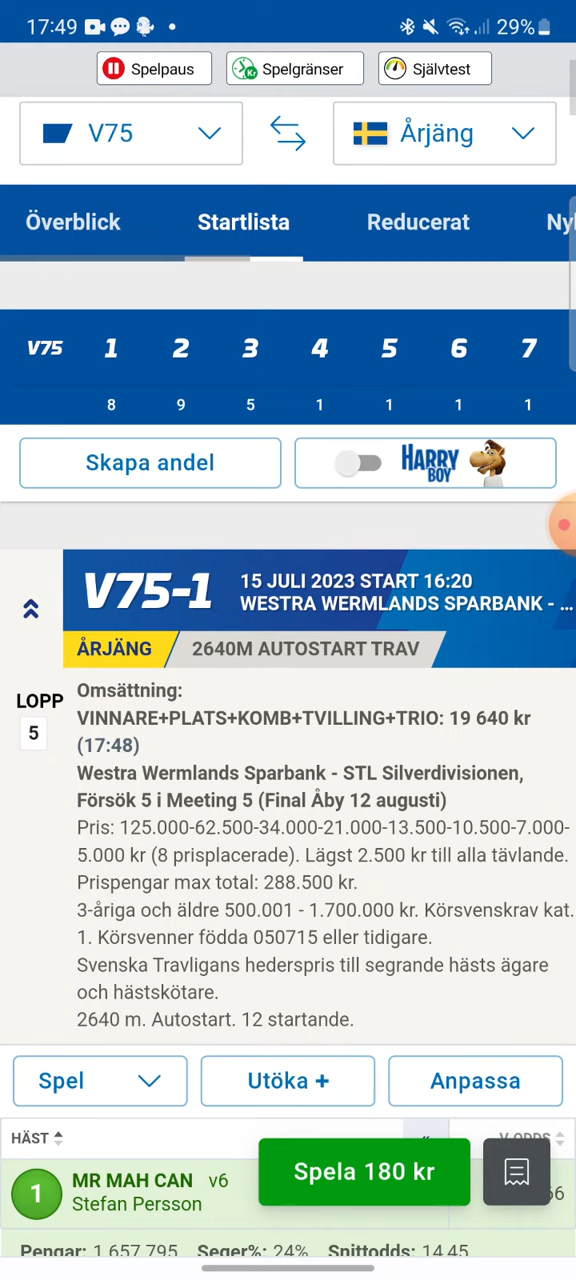 17:49 29%
Spelpaus Spelgränser Självtest
V75 Årjäng
Överblick Startlista Reducerat
V75 1 2 3 4 5 6 7
8 9 5 1 1 1 1
Skapa andel HARRY BOY
V75-1 15 JULI 2023 START 16:20
WESTRA WERMLANDS SPARBANK - ...
ÅRJÄNG 2640M AUTOSTART TRAV
LOPP
5
Omsättning:
VINNARE+PLATS+KOMB+TVILLING+TRIO: 19 640 kr
(17:48)
Westra Wermlands Sparbank - STL Silverdivisionen,
Försök 5 i Meeting 5 (Final Åby 12 augusti)
Pris: 125.000-62.500-34.000-21.000-13.500-10.500-7.000-
5.000 kr (8 prisplacerade). Lägst 2.500 kr till alla tävlande.
Prispengar max total: 288.500 kr.
3-åriga och äldre 500.001 - 1.700.000 kr. Körsvenskrav kat.
1. Körsvenner födda 050715 eller tidigare.
Svenska Travligans hederspris till segrande hästs ägare
och hästskötare.
2640 m. Autostart. 12 startande.
Spel Utöka + Anpassa
HÄST V ODDS
1 MR MAH CAN v6
Stefan Persson
Spela 180 kr
Pengar: 1 657 795 Seger%: 24% Snittodds: 14,45